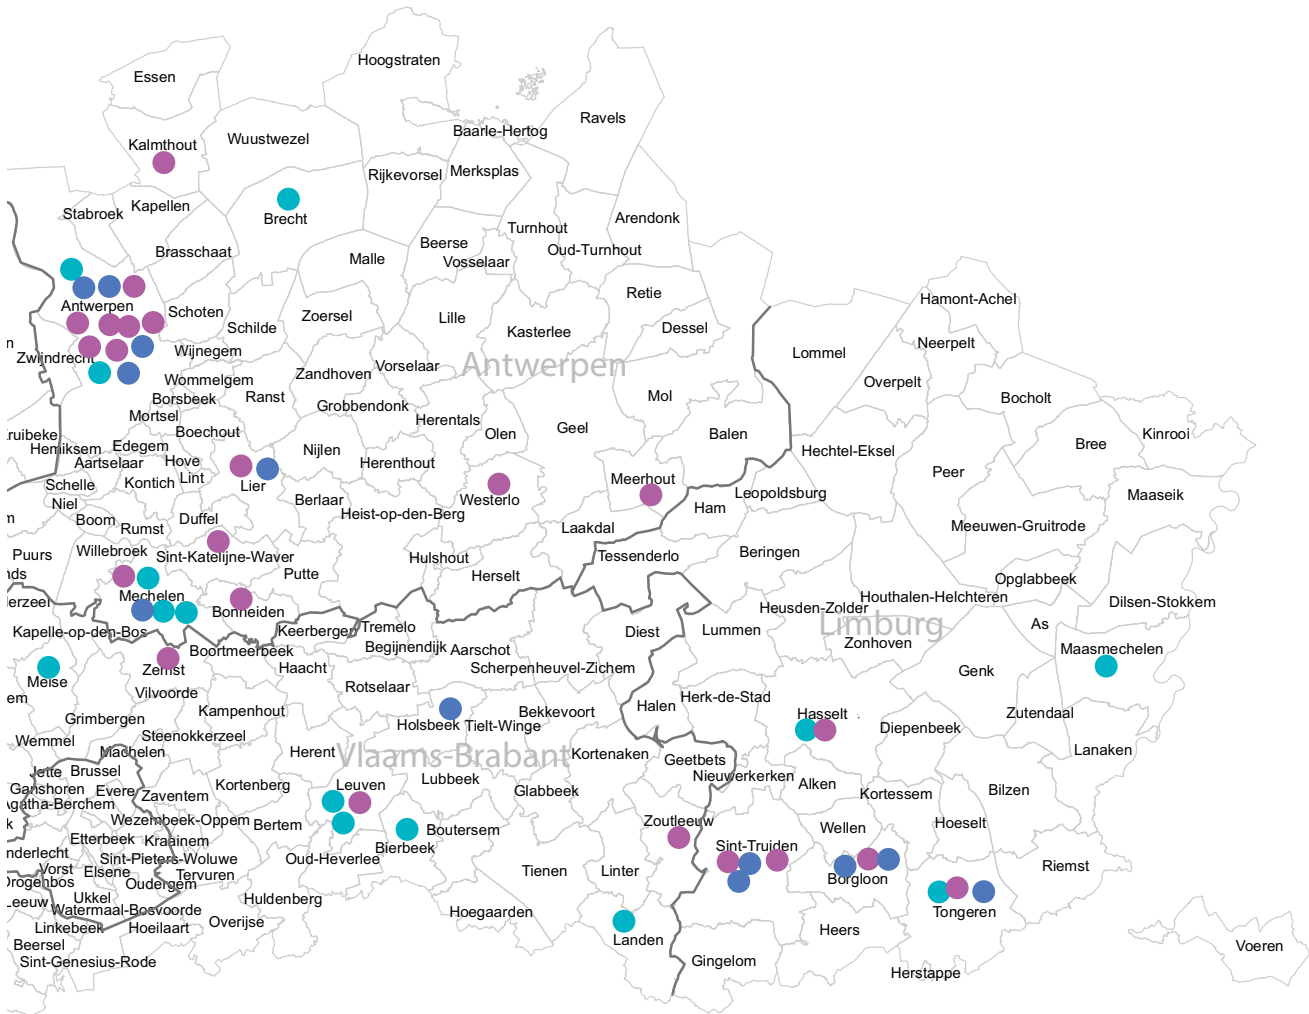 Hoogstraten
Essen
Ravels
Baarle-Hertog
Wuustwezel
Kalmthout
Merksplas
Rijkevorsel
Kapellen
Stabroek
Brecht
Arendonk
Turnhout
Beerse
Oud-Turnhout
Brasschaat
Malle
Vosselaar
Retie
Hamont-Achel
Antwerpen
Schoten
Zoersel
Lille
Schilde
Kasterlee
Dessel
n
Neerpelt
Wijnegem
Lommel
Zwijndrecht
Vorselaar
Antwerpen
Zandhoven
Wommelgem
Overpelt
Borsbeek
Ranst
Mol
Bocholt
Grobbendonk
Mortsel
Herentals
Geel
Boechout
Olen
Balen
Kinrooi
ruibeke
Bree
Edegem
Hemiksem
Nijlen
Hechtel-Eksel
Aartselaar
Hove
Herenthout
Peer
Lint
Meerhout
Schelle
Kontich
Lier
Leopoldsburg
Maaseik
Westerlo
Berlaar
Niel
Ham
Heist-op-den-Berg
m
Boom
Duffel
Rumst
Laakdal
Meeuwen-Gruitrode
Puurs
Willebroek
Sint-Katelijne-Waver
Hulshout
Tessenderlo
Beringen
nds
Putte
Herselt
Opglabbeek
Mechelen
Houthalen-Helchteren
erzeel
Bonheiden
Heusden-Zolder
Dilsen-Stokkem
Limburg
Kapelle-op-den-Bos
Keerbergen
Tremelo
Diest
Lummen
As
Zonhoven
Begijnendijk
Aarschot
Boortmeerbeek
Maasmechelen
Zemst
Haacht
Scherpenheuvel-Zichem
Genk
Meise
Rotselaar
Vilvoorde
em
Herk-de-Stad
Halen
Kampenhout
Bekkevoort
Hasselt
Zutendaal
Grimbergen
Holsbeek
Tielt-Winge
Diepenbeek
Steenokkerzeel
Wemmel
Machelen
Herent
Vlaams-Brabant
Kortenaken
Lanaken
Geetbets
Jette
Brussel
Nieuwerkerken
Lubbeek
Ganshoren
Evere
Kortenberg
Leuven
Alken
Glabbeek
Bilzen
Zaventem
Kortessem
Agatha-Berchem
k
Wezembeek-Oppem
Bertem
Zoutleeuw
Hoeselt
Boutersem
Wellen
Etterbeek
Kraainem
Bierbeek
Sint-Truiden
nderlecht
Sint-Pieters-Woluwe
Oud-Heverlee
Riemst
Vorst
Elsene
Tervuren
Tienen
Linter
Borgloon
Drogenbos
Oudergem
Ukkel
Huldenberg
Leeuw
Watermaal-Bosvoorde
Hoegaarden
Tongeren
Overijse
Linkebeek
Hoeilaart
Heers
Landen
Beersel
Voeren
Sint-Genesius-Rode
Gingelom
Herstappe